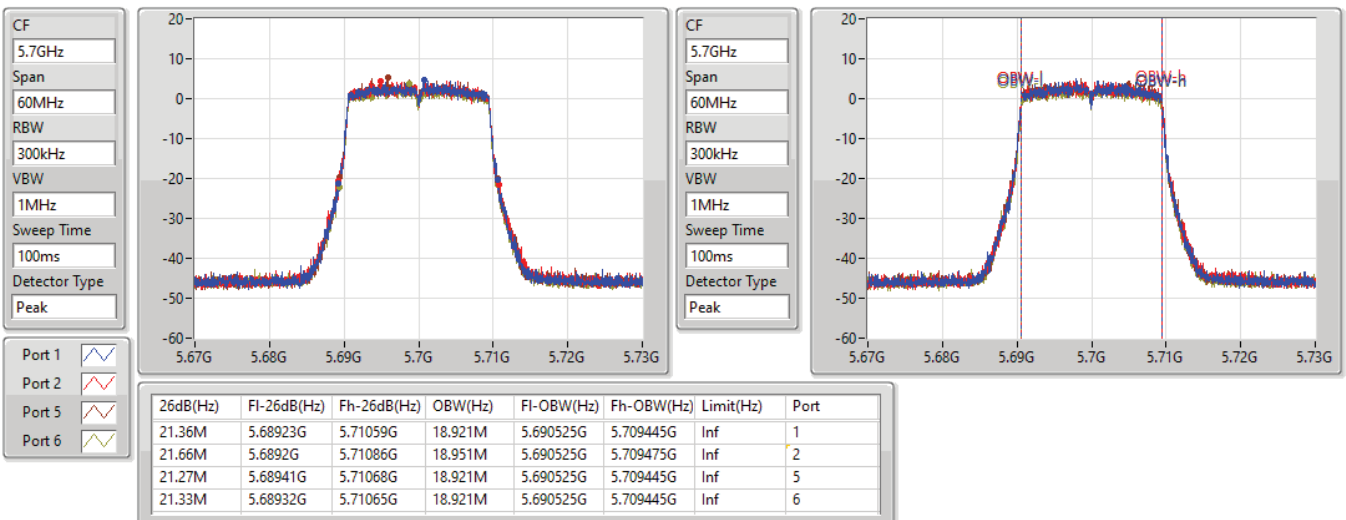 CF
5.7GHz
Span
60MHz
RBW
300kHz
VBW
1MHz
Sweep Time
100ms
Detector Type
Peak
20
10
0
-10
-20
-30
-40
-50
-60
5.67G 5.68G 5.69G 5.7G 5.71G 5.72G 5.73G
CF
5.7GHz
Span
60MHz
RBW
300kHz
VBW
1MHz
Sweep Time
100ms
Detector Type
Peak
20
10
0
-10
-20
-30
-40
-50
-60
OBW-l OBW-h
5.67G 5.68G 5.69G 5.7G 5.71G 5.72G 5.73G
Port 1
Port 2
Port 5
Port 6
26dB(Hz) Fl-26dB(Hz) Fh-26dB(Hz) OBW(Hz) Fl-OBW(Hz) Fh-OBW(Hz) Limit(Hz) Port
21.36M 5.68923G 5.71059G 18.921M 5.690525G 5.709445G Inf 1
21.66M 5.6892G 5.71086G 18.951M 5.690525G 5.709475G Inf 2
21.27M 5.68941G 5.71068G 18.921M 5.690525G 5.709445G Inf 5
21.33M 5.68932G 5.71065G 18.921M 5.690525G 5.709445G Inf 6